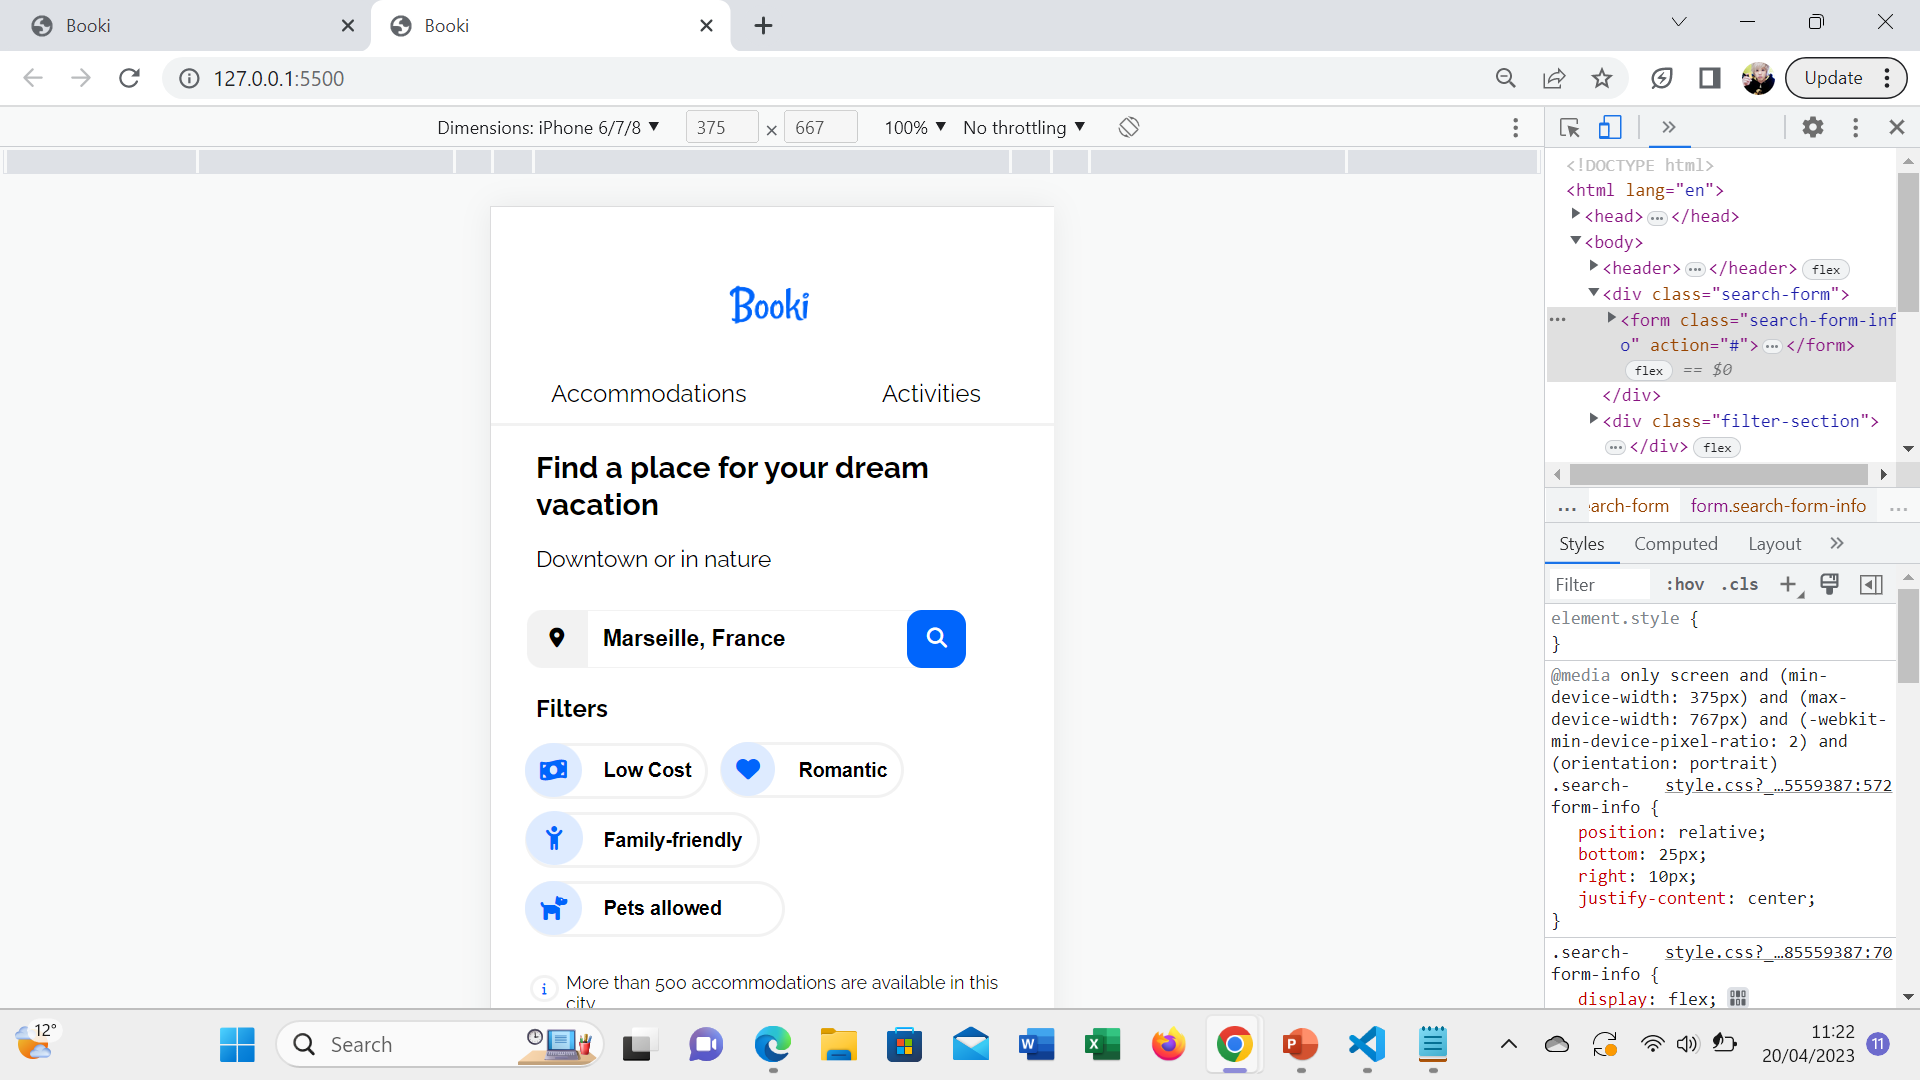 Booki
Booki
127.0.0.1:5500
Update
Dimensions: iPhone 6/7/8 ▼ 375 × 667 100% ▼ No throttling ▼
Booki
Accommodations Activities
Find a place for your dream
vacation
Downtown or in nature
Marseille, France
Filters
Low Cost Romantic
Family-friendly
Pets allowed
i More than 500 accommodations are available in this
city
<!DOCTYPE html>
<html lang="en">
<head> ... </head>
<body>
<header> ... </header> flex
<div class="search-form">
... <form class="search-form-inf
o" action="#"> ... </form>
flex == $0
</div>
<div class="filter-section">
... </div> flex
... earch-form form.search-form-info ...
Styles Computed Layout »
Filter :hov .cls +
element.style {
}
@media only screen and (min-
device-width: 375px) and (max-
device-width: 767px) and (-webkit-
min-device-pixel-ratio: 2) and
(orientation: portrait)
.search- style.css?_…5559387:572
form-info {
position: relative;
bottom: 25px;
right: 10px;
justify-content: center;
}
.search- style.css?_…85559387:70
form-info {
display: flex;
12°
Search
W
X
P
11:22
20/04/2023
11